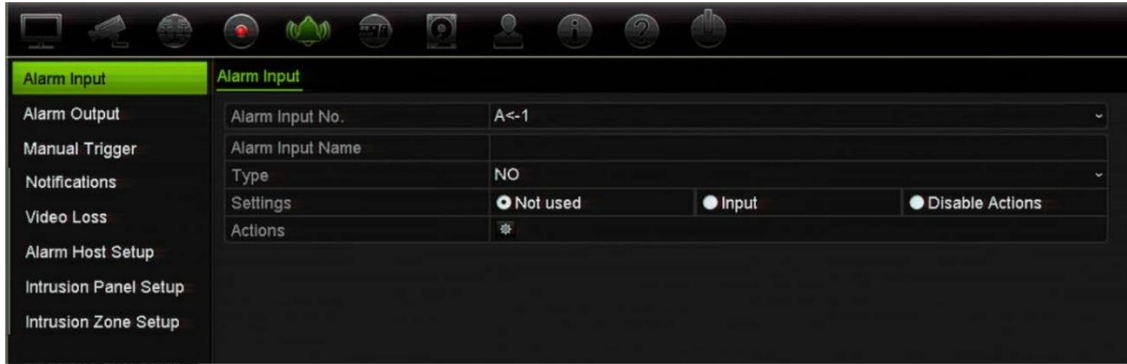 Alarm Input
Alarm Output
Manual Trigger
Notifications
Video Loss
Alarm Host Setup
Intrusion Panel Setup
Intrusion Zone Setup
Alarm Input
Alarm Input No. A<-1
Alarm Input Name
Type NO
Settings Not used Input Disable Actions
Actions